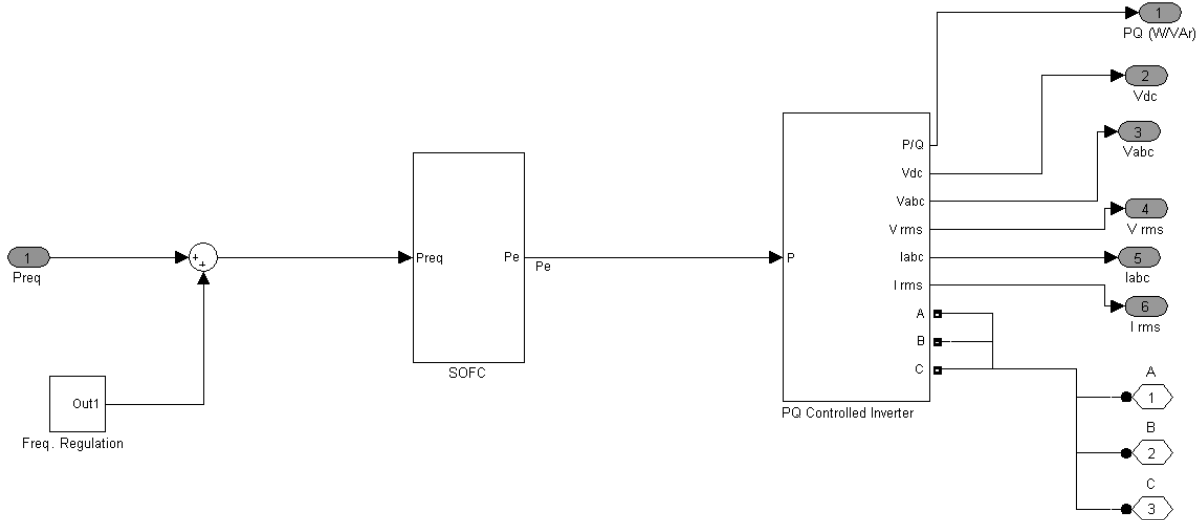 1
PQ (W/VAr)
2
Vdc
3
Vabc
4
V rms
5
Iabc
6
I rms
P/Q
Vdc
Vabc
V rms
Iabc
I rms
A
B
C
P
PQ Controlled Inverter
1
Preq
+
+
Preq
Pe
SOFC
Pe
Out1
Freq. Regulation
A
1
B
2
C
3